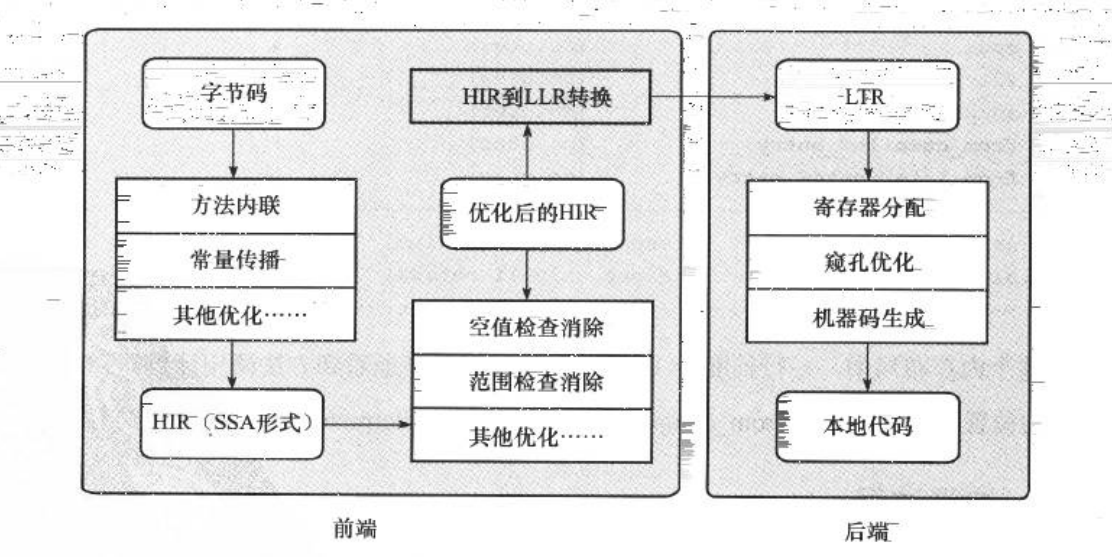 字节码
方法内联
常量传播
其他优化……
HIR（SSA形式）
HIR到LLR转换
优化后的HIR
空值检查消除
范围检查消除
其他优化……
前端
LTR
寄存器分配
窥孔优化
机器码生成
本地代码
后端